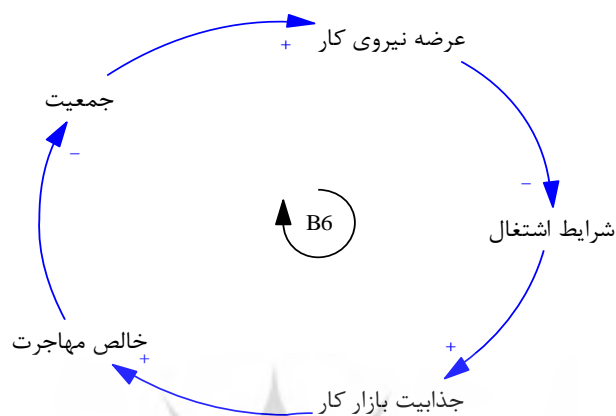 عرضه نیروی کار
+
جمعیت
−
−
B6
شرایط اشتغال
+
خالص مهاجرت
+
جذابیت بازار کار